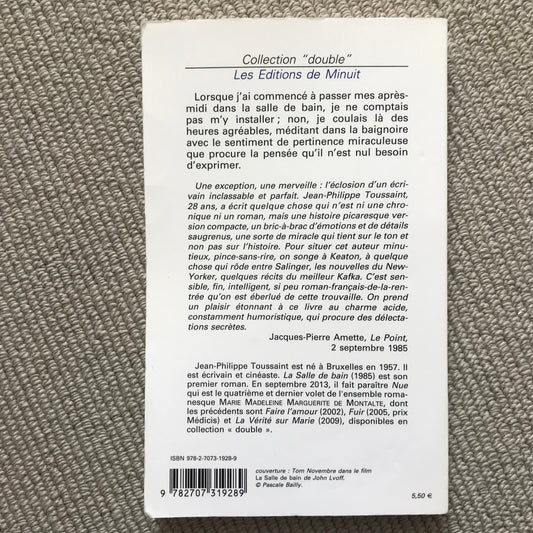 Collection "double"
Les Editions de Minuit
Lorsque j'ai commencé à passer mes après-
midi dans la salle de bain, je ne comptais
pas m'y installer ; non, je coulais là des
heures agréables, méditant dans la baignoire
avec le sentiment de pertinence miraculeuse
que procure la pensée qu'il n'est nul besoin
d'exprimer.
Une exception, une merveille : l'éclosion d'un écri-
vain inclassable et parfait. Jean-Philippe Toussaint,
28 ans, a écrit quelque chose qui n'est ni une chro-
nique ni un roman, mais une histoire picaresque ver-
sion compacte, un bric-à-brac d'émotions et de détails
saugrenus, une sorte de miracle qui tient sur le ton et
non pas sur l'histoire. Pour situer cet auteur minu-
tieux, pince-sans-rire, on songe à Keaton, à quelque
chose qui rôde entre Salinger, les nouvelles du New-
Yorker, quelques récits du meilleur Kafka. C'est sen-
sible, fin, intelligent, si peu roman-français-de-la-ren-
trée qu'on est éberlué de cette trouvaille. On prend
un plaisir étonnant à ce livre au charme acide,
constamment humoristique, qui procure des délecta-
tions secrètes.
Jacques-Pierre Amette, Le Point,
2 septembre 1985
Jean-Philippe Toussaint est né à Bruxelles en 1957. Il
est écrivain et cinéaste. La Salle de bain (1985) est son
premier roman. En septembre 2013, il fait paraître Nue
qui est le quatrième et dernier volet de l'ensemble roma-
nesque MARIE MADELEINE MARGUERITE DE MONTALTE, dont
les précédents sont Faire l'amour (2002), Fuir (2005, prix
Médicis) et La Vérité sur Marie (2009), disponibles en
collection « double ».
ISBN 978-2-7073-1928-9
9 782707 319289
couverture : Tom Novembre dans le film
La Salle de bain de John Lvoff.
© Pascale Bailly.
5,50 €